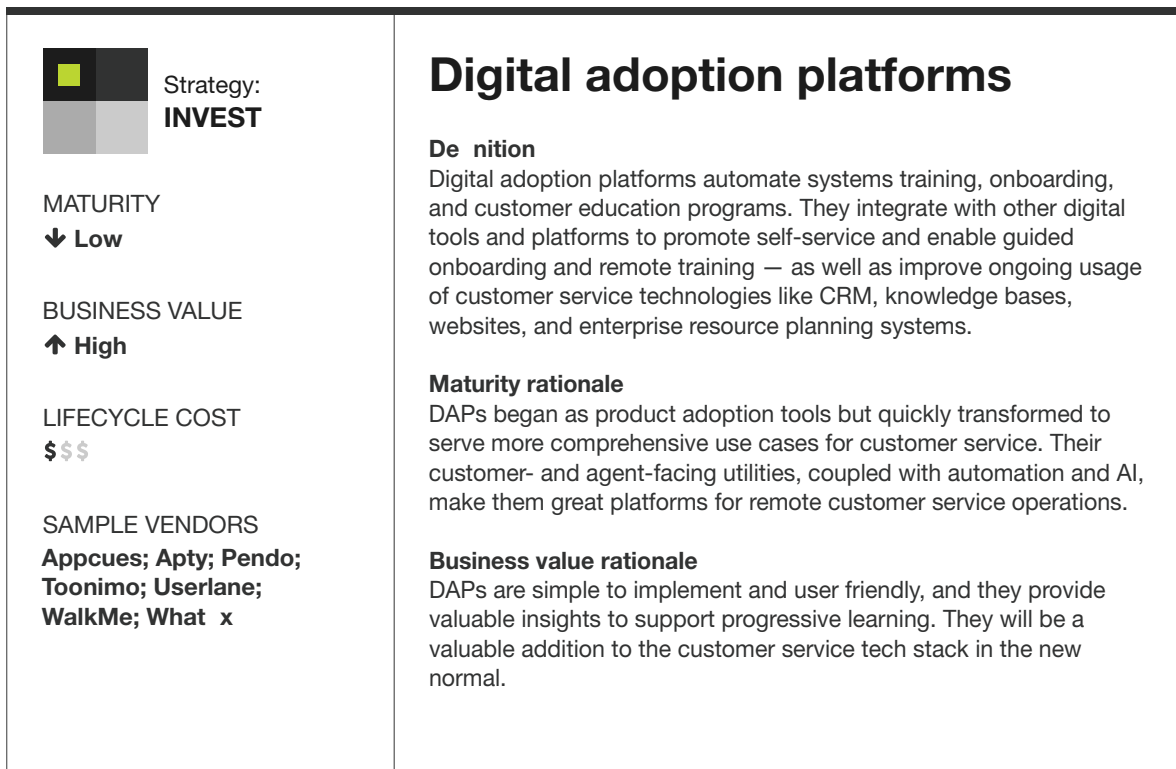 Strategy:
INVEST
MATURITY
↓ Low
BUSINESS VALUE
↑ High
LIFECYCLE COST
$$$
SAMPLE VENDORS
Appcues; Apty; Pendo;
Toonimo; Userlane;
WalkMe; What x
Digital adoption platforms
De nition
Digital adoption platforms automate systems training, onboarding,
and customer education programs. They integrate with other digital
tools and platforms to promote self-service and enable guided
onboarding and remote training — as well as improve ongoing usage
of customer service technologies like CRM, knowledge bases,
websites, and enterprise resource planning systems.
Maturity rationale
DAPs began as product adoption tools but quickly transformed to
serve more comprehensive use cases for customer service. Their
customer- and agent-facing utilities, coupled with automation and AI,
make them great platforms for remote customer service operations.
Business value rationale
DAPs are simple to implement and user friendly, and they provide
valuable insights to support progressive learning. They will be a
valuable addition to the customer service tech stack in the new
normal.